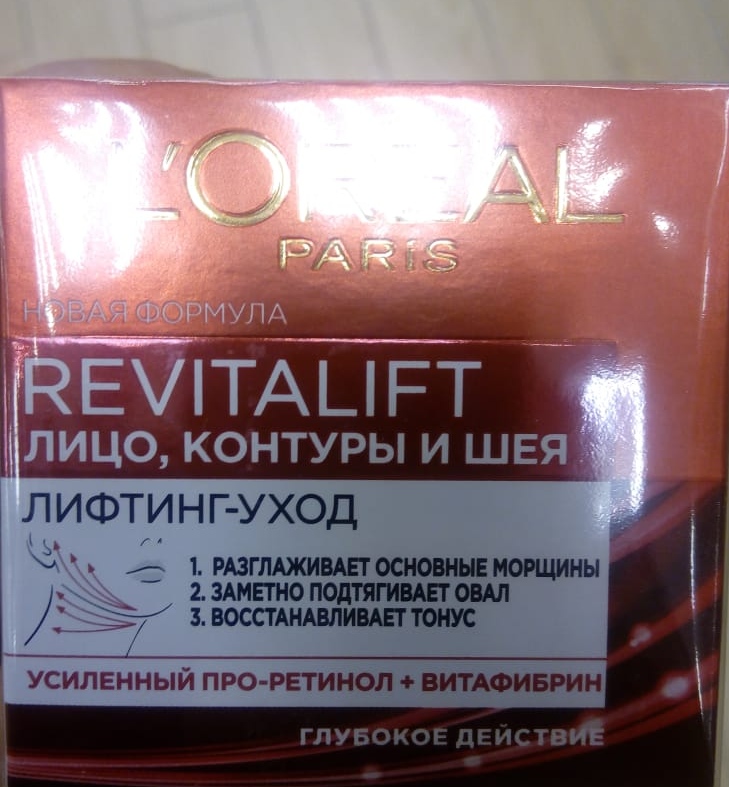 L'ORÉAL
PARIS
НОВАЯ ФОРМУЛА
REVITALIFT
ЛИЦО, КОНТУРЫ И ШЕЯ
ЛИФТИНГ-УХОД
1. РАЗГЛАЖИВАЕТ ОСНОВНЫЕ МОРЩИНЫ
2. ЗАМЕТНО ПОДТЯГИВАЕТ ОВАЛ
3. ВОССТАНАВЛИВАЕТ ТОНУС
УСИЛЕННЫЙ ПРО-РЕТИНОЛ + ВИТАФИБРИН
ГЛУБОКОЕ ДЕЙСТВИЕ